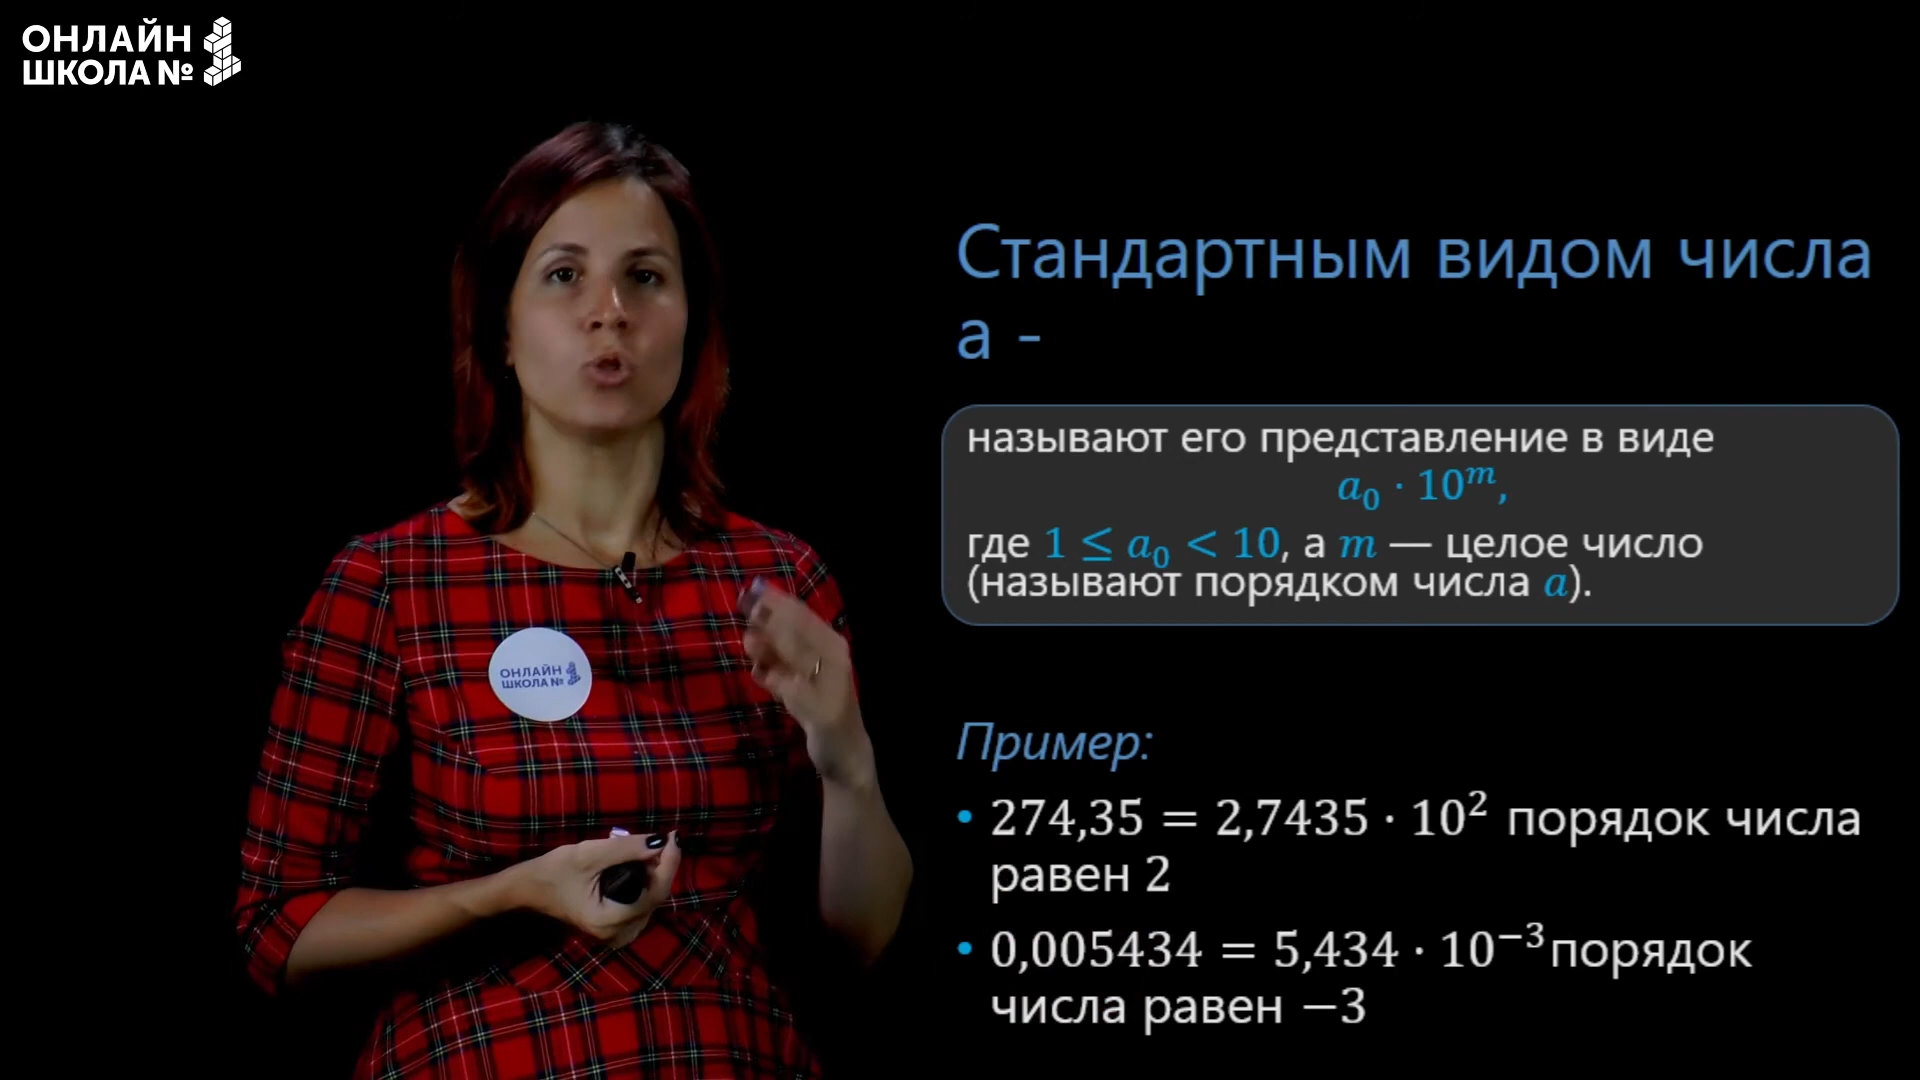 ОНЛАЙН
ШКОЛА №
Стандартным видом числа
а -
называют его представление в виде
a₀ · 10ᵐ,
где 1 ≤ a₀ < 10, а m — целое число
(называют порядком числа a).
ОНЛАЙН
ШКОЛА №
Пример:
• 274,35 = 2,7435 · 10² порядок числа
равен 2
• 0,005434 = 5,434 · 10⁻³порядок
числа равен −3